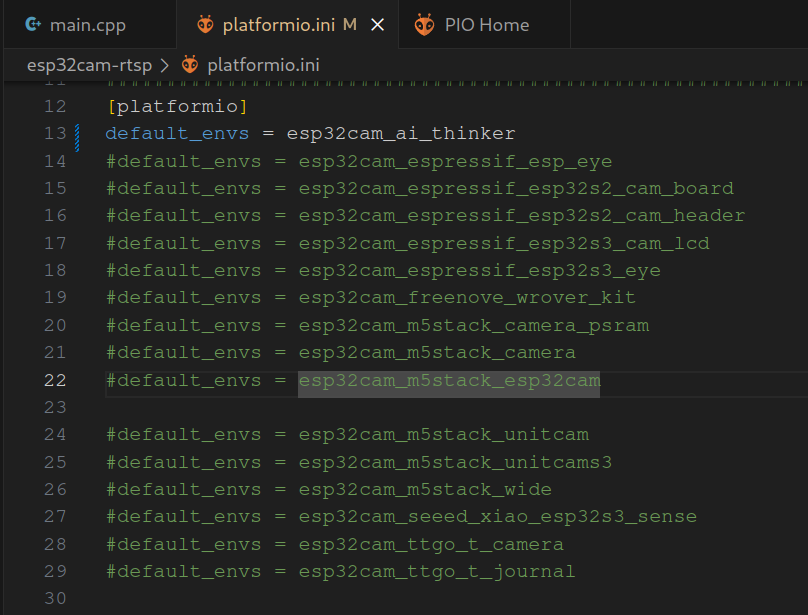 main.cpp
platformio.ini M
PIO Home
esp32cam-rtsp > platformio.ini
12 [platformio]
13 default_envs = esp32cam_ai_thinker
14 #default_envs = esp32cam_espressif_esp_eye
15 #default_envs = esp32cam_espressif_esp32s2_cam_board
16 #default_envs = esp32cam_espressif_esp32s2_cam_header
17 #default_envs = esp32cam_espressif_esp32s3_cam_lcd
18 #default_envs = esp32cam_espressif_esp32s3_eye
19 #default_envs = esp32cam_freenove_wrover_kit
20 #default_envs = esp32cam_m5stack_camera_psram
21 #default_envs = esp32cam_m5stack_camera
22 #default_envs = esp32cam_m5stack_esp32cam
23
24 #default_envs = esp32cam_m5stack_unitcam
25 #default_envs = esp32cam_m5stack_unitcams3
26 #default_envs = esp32cam_m5stack_wide
27 #default_envs = esp32cam_seeed_xiao_esp32s3_sense
28 #default_envs = esp32cam_ttgo_t_camera
29 #default_envs = esp32cam_ttgo_t_journal
30